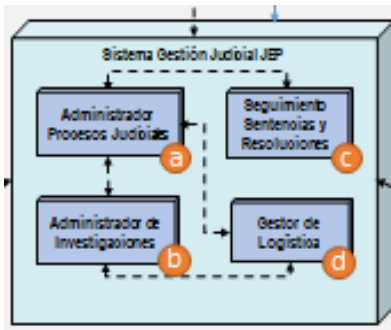 Sistema Gestión Judicial JEP
Administrador
Procesos Judiciales
a
Seguimiento
Sentencias y
Resoluciones
c
Administrador de
Investigaciones
b
Gestor de
Logística
d